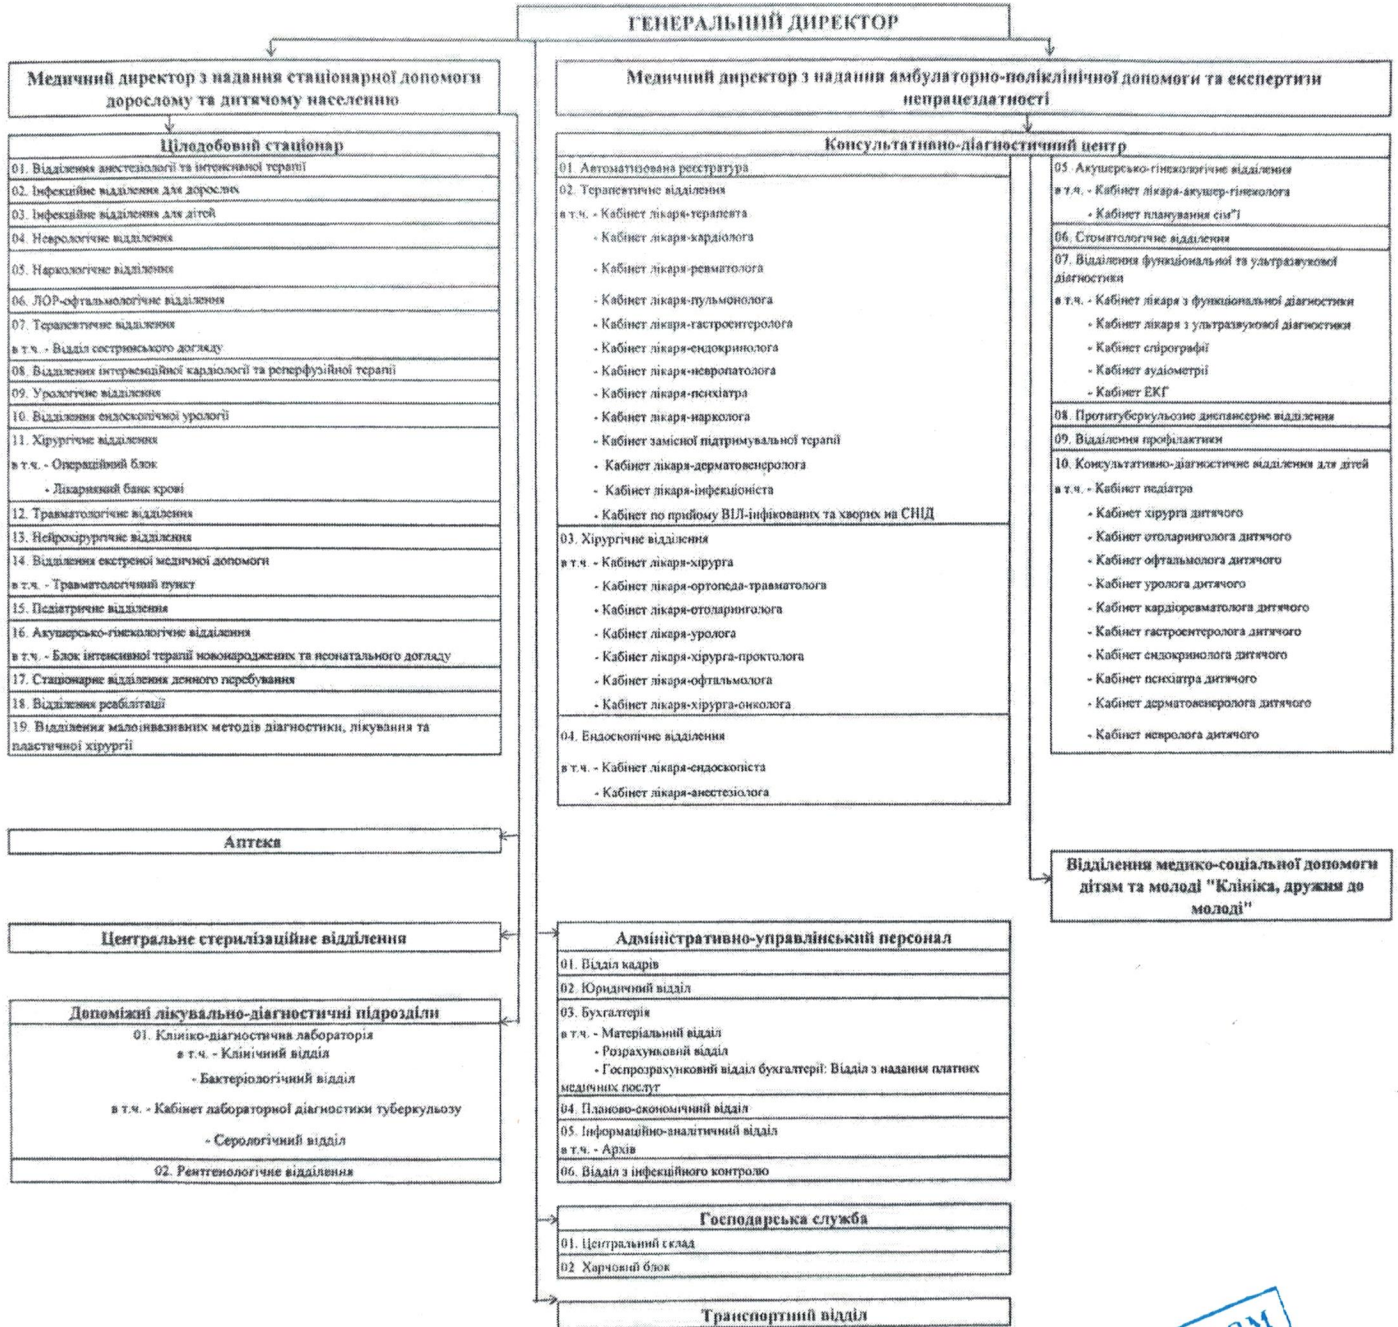 ГЕНЕРАЛЬНИЙ ДИРЕКТОР
Медичний директор з надання стаціонарної допомоги
дорослому та дитячому населенню
Цілодобовий стаціонар
01. Відділення анестезіології та інтенсивної терапії
02. Інфекційне відділення для дорослих
03. Інфекційне відділення для дітей
04. Неврологічне відділення
05. Наркологічне відділення
06. ЛОР-офтальмологічне відділення
07. Терапевтичне відділення
в т.ч. - Відділ сестринського догляду
08. Відділення інтервенційної кардіології та реперфузійної терапії
09. Урологічне відділення
10. Відділення ендоскопічної урології
11. Хірургічне відділення
в т.ч. - Операційний блок
- Лікарняний банк крові
12. Травматологічне відділення
13. Нейрохірургічне відділення
14. Відділення екстреної медичної допомоги
в т.ч. - Травматологічний пункт
15. Педіатричне відділення
16. Акушерсько-гінекологічне відділення
в т.ч. - Блок інтенсивної терапії новонароджених та неонатального догляду
17. Стаціонарне відділення денного перебування
18. Відділення реабілітації
19. Відділення малоінвазивних методів діагностики, лікування та
пластичної хірургії
Аптека
Центральне стерилізаційне відділення
Допоміжні лікувально-діагностичні підрозділи
01. Клініко-діагностична лабораторія
в т.ч. - Клінічний відділ
- Бактеріологічний відділ
в т.ч. - Кабінет лабораторної діагностики туберкульозу
- Серологічний відділ
02. Рентгенологічне відділення
Медичний директор з надання амбулаторно-поліклінічної допомоги та експертизи
непрацездатності
Консультативно-діагностичний центр
01. Автоматизована реєстратура
02. Терапевтичне відділення
в т.ч. - Кабінет лікаря-терапевта
- Кабінет лікаря-кардіолога
- Кабінет лікаря-ревматолога
- Кабінет лікаря-пульмонолога
- Кабінет лікаря-гастроентеролога
- Кабінет лікаря-ендокринолога
- Кабінет лікаря-невропатолога
- Кабінет лікаря-психіатра
- Кабінет лікаря-нарколога
- Кабінет замісної підтримувальної терапії
- Кабінет лікаря-дерматовенеролога
- Кабінет лікаря-інфекціоніста
- Кабінет по прийому ВІЛ-інфікованих та хворих на СНІД
03. Хірургічне відділення
в т.ч. - Кабінет лікаря-хірурга
- Кабінет лікаря-ортопеда-травматолога
- Кабінет лікаря-отоларинголога
- Кабінет лікаря-уролога
- Кабінет лікаря-хірурга-проктолога
- Кабінет лікаря-офтальмолога
- Кабінет лікаря-хірурга-онколога
04. Ендоскопічне відділення
в т.ч. - Кабінет лікаря-ендоскопіста
- Кабінет лікаря-анестезіолога
05. Акушерсько-гінекологічне відділення
в т.ч. - Кабінет лікаря-акушер-гінеколога
- Кабінет планування сім"ї
06. Стоматологічне відділення
07. Відділення функціональної та ультразвукової
діагностики
в т.ч. - Кабінет лікаря з функціональної діагностики
- Кабінет лікаря з ультразвукової діагностики
- Кабінет спірографії
- Кабінет аудіометрії
- Кабінет ЕКГ
08. Протитуберкульозне диспансерне відділення
09. Відділення профілактики
10. Консультативно-діагностичне відділення для дітей
в т.ч. - Кабінет педіатра
- Кабінет хірурга дитячого
- Кабінет отоларинголога дитячого
- Кабінет офтальмолога дитячого
- Кабінет уролога дитячого
- Кабінет кардіоревматолога дитячого
- Кабінет гастроентеролога дитячого
- Кабінет ендокринолога дитячого
- Кабінет психіатра дитячого
- Кабінет дерматовенеролога дитячого
- Кабінет невролога дитячого
Відділення медико-соціальної допомоги
дітям та молоді "Клініка, дружня до
молоді"
Адміністративно-управлінський персонал
01. Відділ кадрів
02. Юридичний відділ
03. Бухгалтерія
в т.ч. - Матеріальний відділ
- Розрахунковий відділ
- Госпрозрахунковий відділ бухгалтерії: Відділ з надання платних
медичних послуг
04. Планово-економічний відділ
05. Інформаційно-аналітичний відділ
в т.ч. - Архів
06. Відділ з інфекційного контролю
Господарська служба
01. Центральний склад
02 Харчовий блок
Транспортний відділ